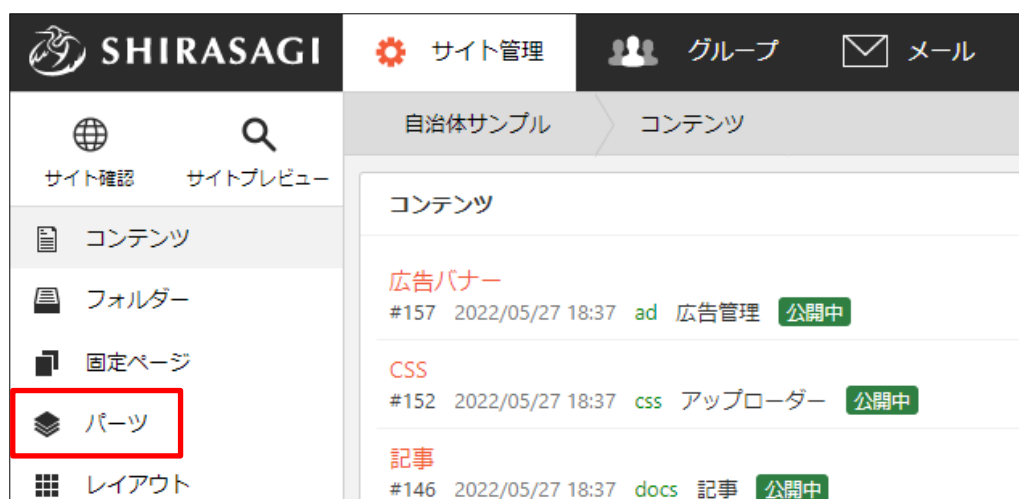 SHIRASAGI サイト管理 グループ メール
自治体サンプル コンテンツ
サイト確認 サイトプレビュー
コンテンツ
フォルダー
固定ページ
パーツ
レイアウト
コンテンツ
広告バナー
#157 2022/05/27 18:37 ad 広告管理 公開中
CSS
#152 2022/05/27 18:37 css アップローダー 公開中
記事
#146 2022/05/27 18:37 docs 記事 公開中